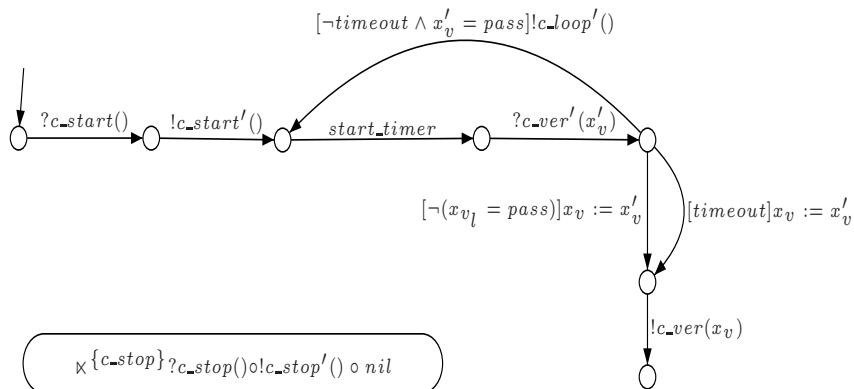 [¬timeout ∧ x′_v = pass]!c_loop′()
?c_start() !c_start′() start_timer ?c_ver′(x′_v)
[¬(x_{v_l} = pass)]x_v := x′_v [timeout]x_v := x′_v
!c_ver(x_v)
⋉^{c_stop} ?c_stop()∘!c_stop′() ∘ nil